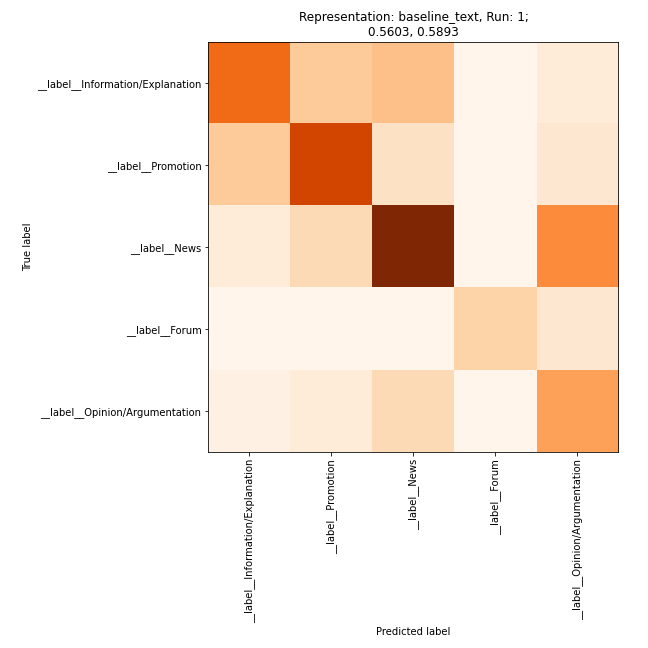 Representation: baseline_text, Run: 1;
0.5603, 0.5893
__label__Information/Explanation
__label__Promotion
__label__News
__label__Forum
__label__Opinion/Argumentation
True label
__label__Information/Explanation
__label__Promotion
__label__News
__label__Forum
__label__Opinion/Argumentation
Predicted label